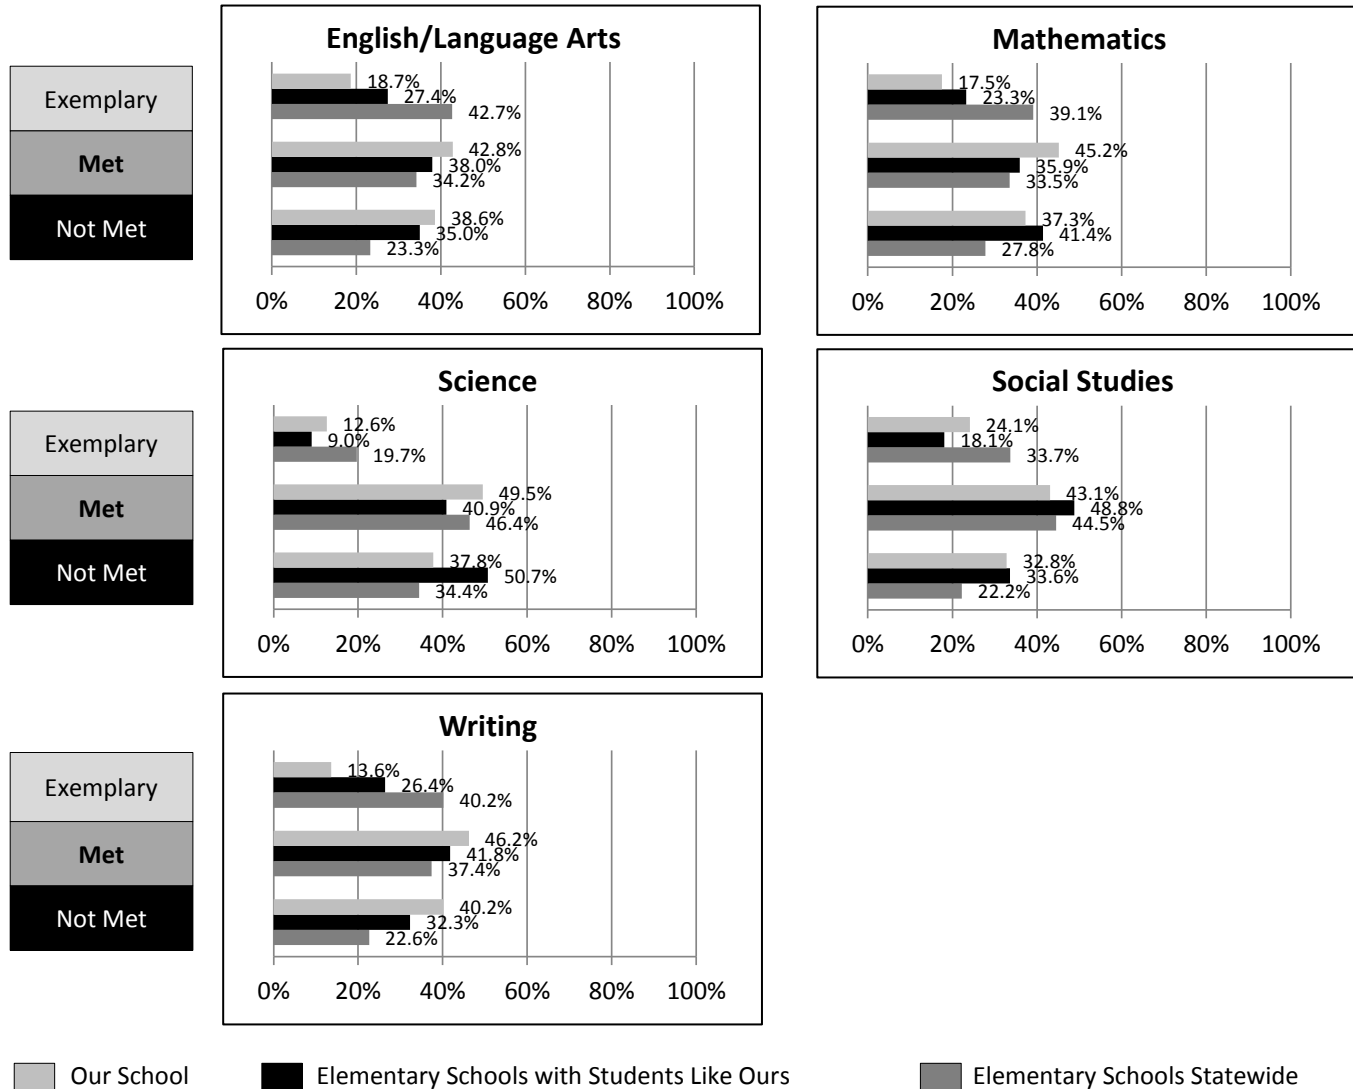 English/Language Arts
Exemplary
Met
Not Met
18.7%
27.4%
42.7%
42.8%
38.0%
34.2%
38.6%
35.0%
23.3%
0% 20% 40% 60% 80% 100%
Mathematics
17.5%
23.3%
39.1%
45.2%
35.9%
33.5%
37.3%
41.4%
27.8%
0% 20% 40% 60% 80% 100%
Science
Exemplary
Met
Not Met
12.6%
9.0%
19.7%
49.5%
40.9%
46.4%
37.8%
50.7%
34.4%
0% 20% 40% 60% 80% 100%
Social Studies
24.1%
18.1%
33.7%
43.1%
48.8%
44.5%
32.8%
33.6%
22.2%
0% 20% 40% 60% 80% 100%
Writing
Exemplary
Met
Not Met
13.6%
26.4%
40.2%
46.2%
41.8%
37.4%
40.2%
32.3%
22.6%
0% 20% 40% 60% 80% 100%
Our School Elementary Schools with Students Like Ours Elementary Schools Statewide